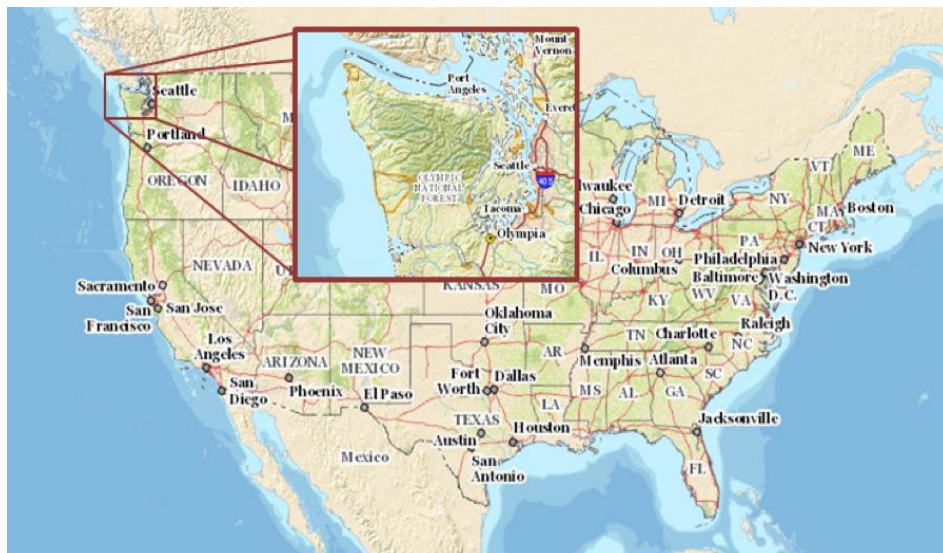 Mount
Vernon
Port
Angeles
Everet
Seattle
Seattle
OLYMPIC
NATIONAL
FOREST
405
Tacoma
Olympia
Portland
OREGON
IDAHO
M
lwaukee
Chicago
MI
Detroit
NY
VT
ME
MA
CT
Boston
New York
PA
Philadelphia
Baltimore
Washington
D.C.
IL
IN
OH
Columbus
WV
VA
KY
NEVADA
U
KANSAS
MO
Sacramento
San
Francisco
San Jose
Oklahoma
City
TN
Charlotte
Raleigh
NC
Los
Angeles
ARIZONA
NEW
MEXICO
AR
Memphis
Atlanta
SC
San
Diego
Phoenix
El Paso
Fort
Worth
Dallas
MS
AL
GA
LA
TEXAS
Austin
Houston
Jacksonville
Mexico
San
Antonio
FL